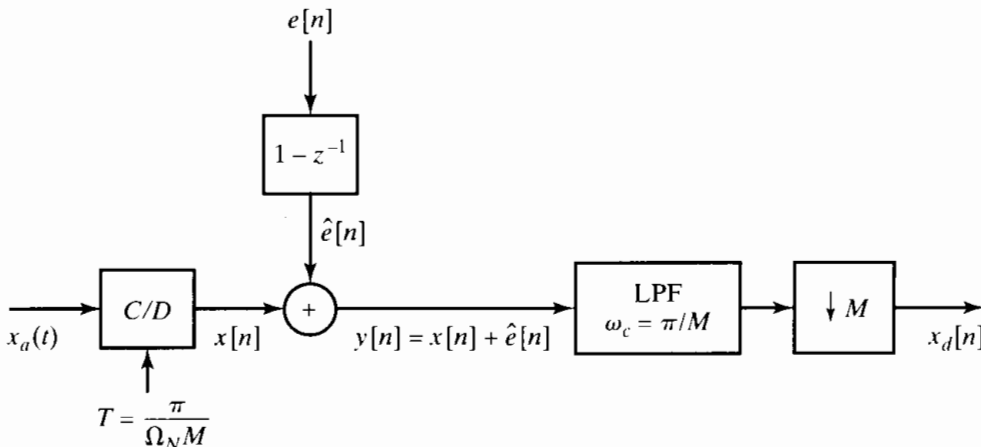 e[n]
1 − z⁻¹
ê[n]
C/D
+
LPF
ω_c = π/M
↓ M
x_a(t)
x[n]
y[n] = x[n] + ê[n]
x_d[n]
T = π/(Ω_N M)